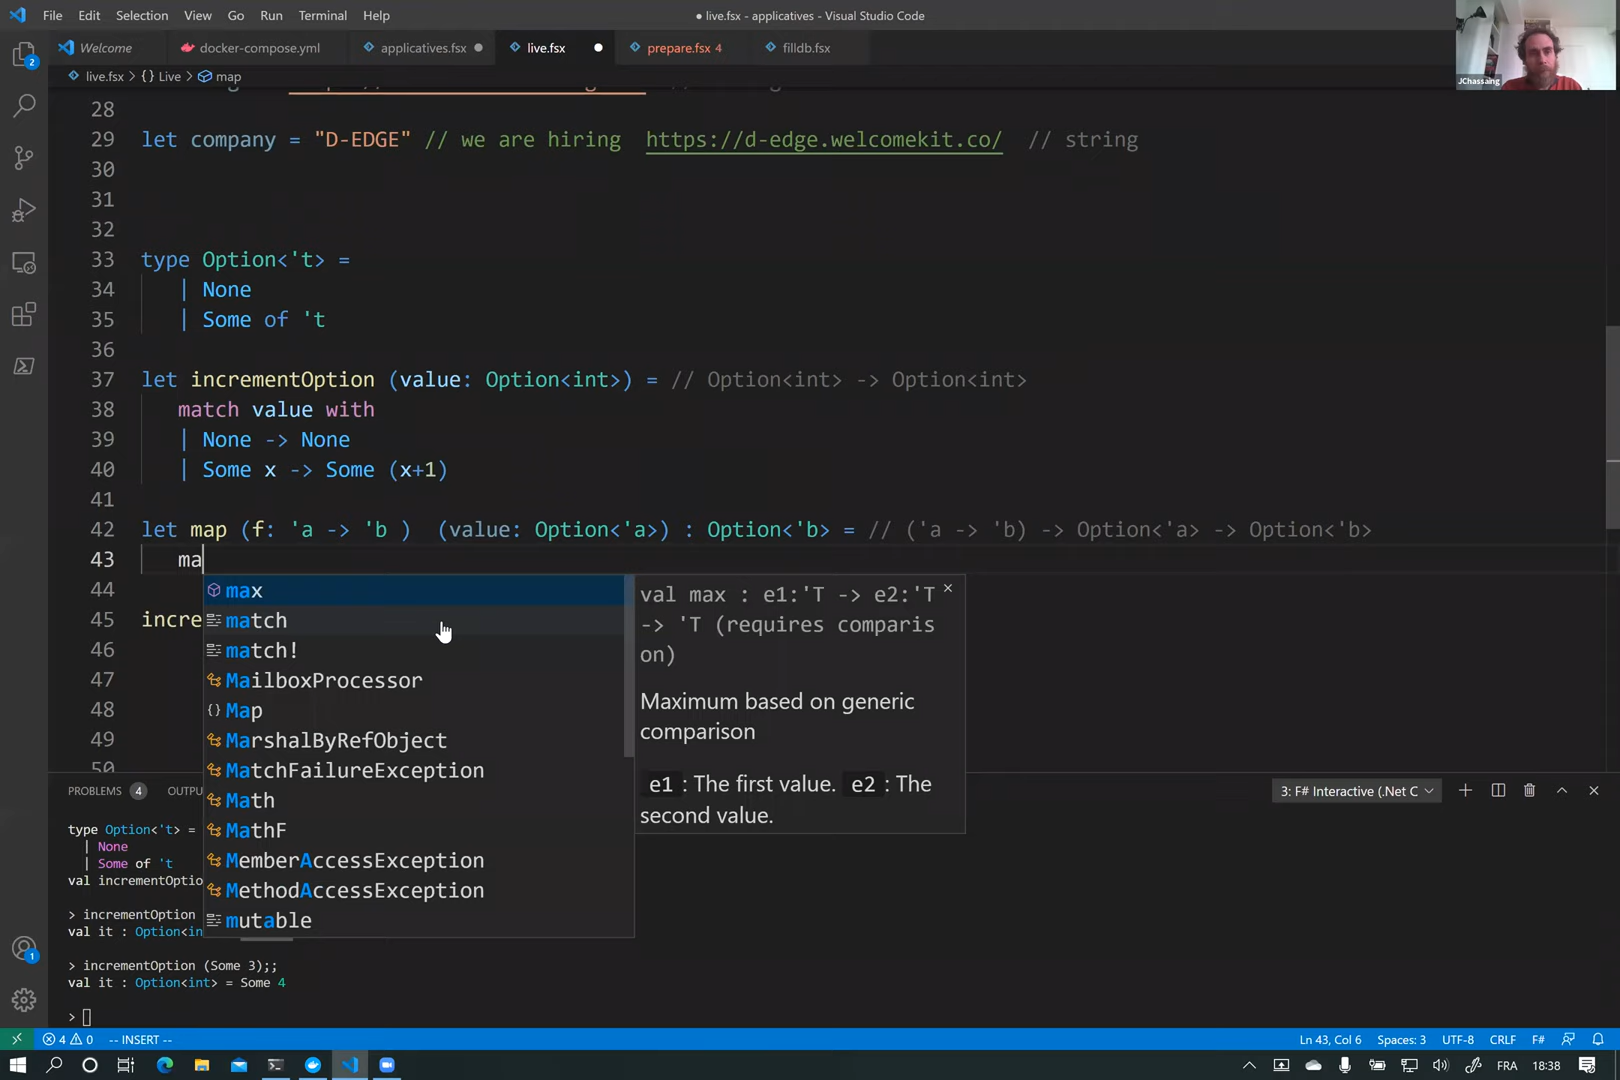 File Edit Selection View Go Run Terminal Help
● live.fsx - applicatives - Visual Studio Code
Welcome docker-compose.yml applicatives.fsx live.fsx prepare.fsx 4 filldb.fsx
JChassaing
live.fsx > {} Live > map
28
29 let company = "D-EDGE" // we are hiring https://d-edge.welcomekit.co/ // string
30
31
32
33 type Option<'t> =
34 | None
35 | Some of 't
36
37 let incrementOption (value: Option<int>) = // Option<int> -> Option<int>
38 match value with
39 | None -> None
40 | Some x -> Some (x+1)
41
42 let map (f: 'a -> 'b ) (value: Option<'a>) : Option<'b> = // ('a -> 'b) -> Option<'a> -> Option<'b>
43 ma
44
45 incre
46
47
48
49
50
max
match
match!
MailboxProcessor
Map
MarshalByRefObject
MatchFailureException
Math
MathF
MemberAccessException
MethodAccessException
mutable
val max : e1:'T -> e2:'T
-> 'T (requires comparis
on)
Maximum based on generic
comparison
e1 : The first value. e2 : The
second value.
PROBLEMS 4 OUTPU
3: F# Interactive (.Net C
type Option<'t> =
| None
| Some of 't
val incrementOptio
> incrementOption
val it : Option<in
> incrementOption (Some 3);;
val it : Option<int> = Some 4
>
2
1
4 0 -- INSERT --
Ln 43, Col 6 Spaces: 3 UTF-8 CRLF F#
FRA 18:38